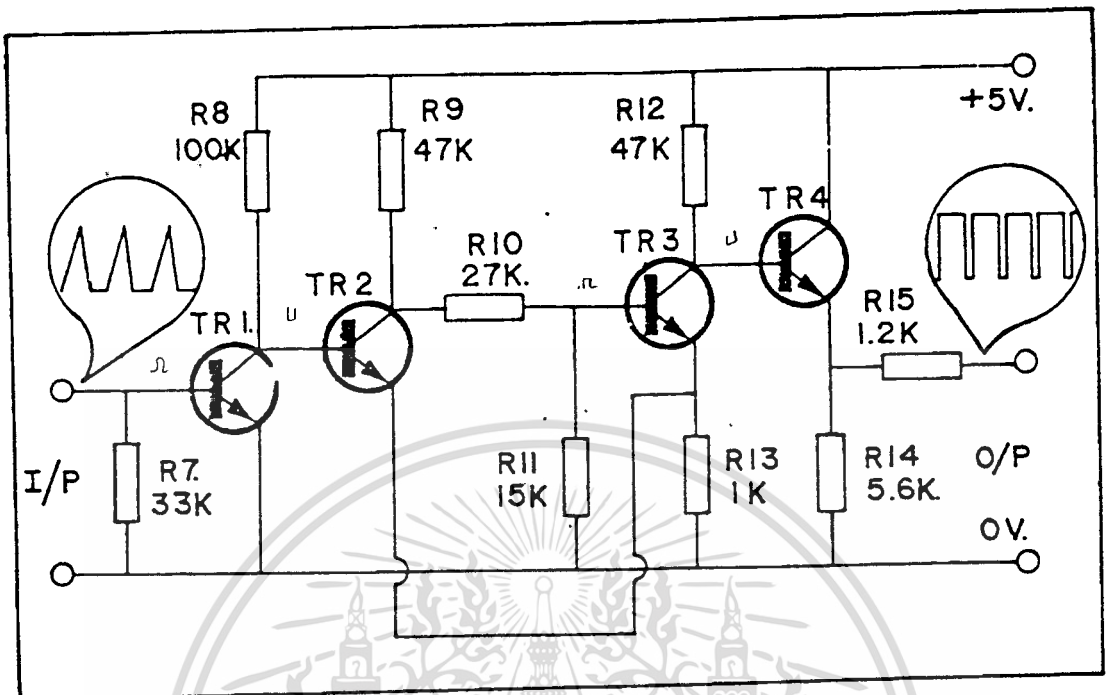 R8
100K
R9
47K
R12
47K
+5V.
TR4
TR3
R10
27K.
TR2
TR1.
R15
1.2K
I/P
R7.
33K
R11
15K
R13
1K
R14
5.6K.
O/P
0V.